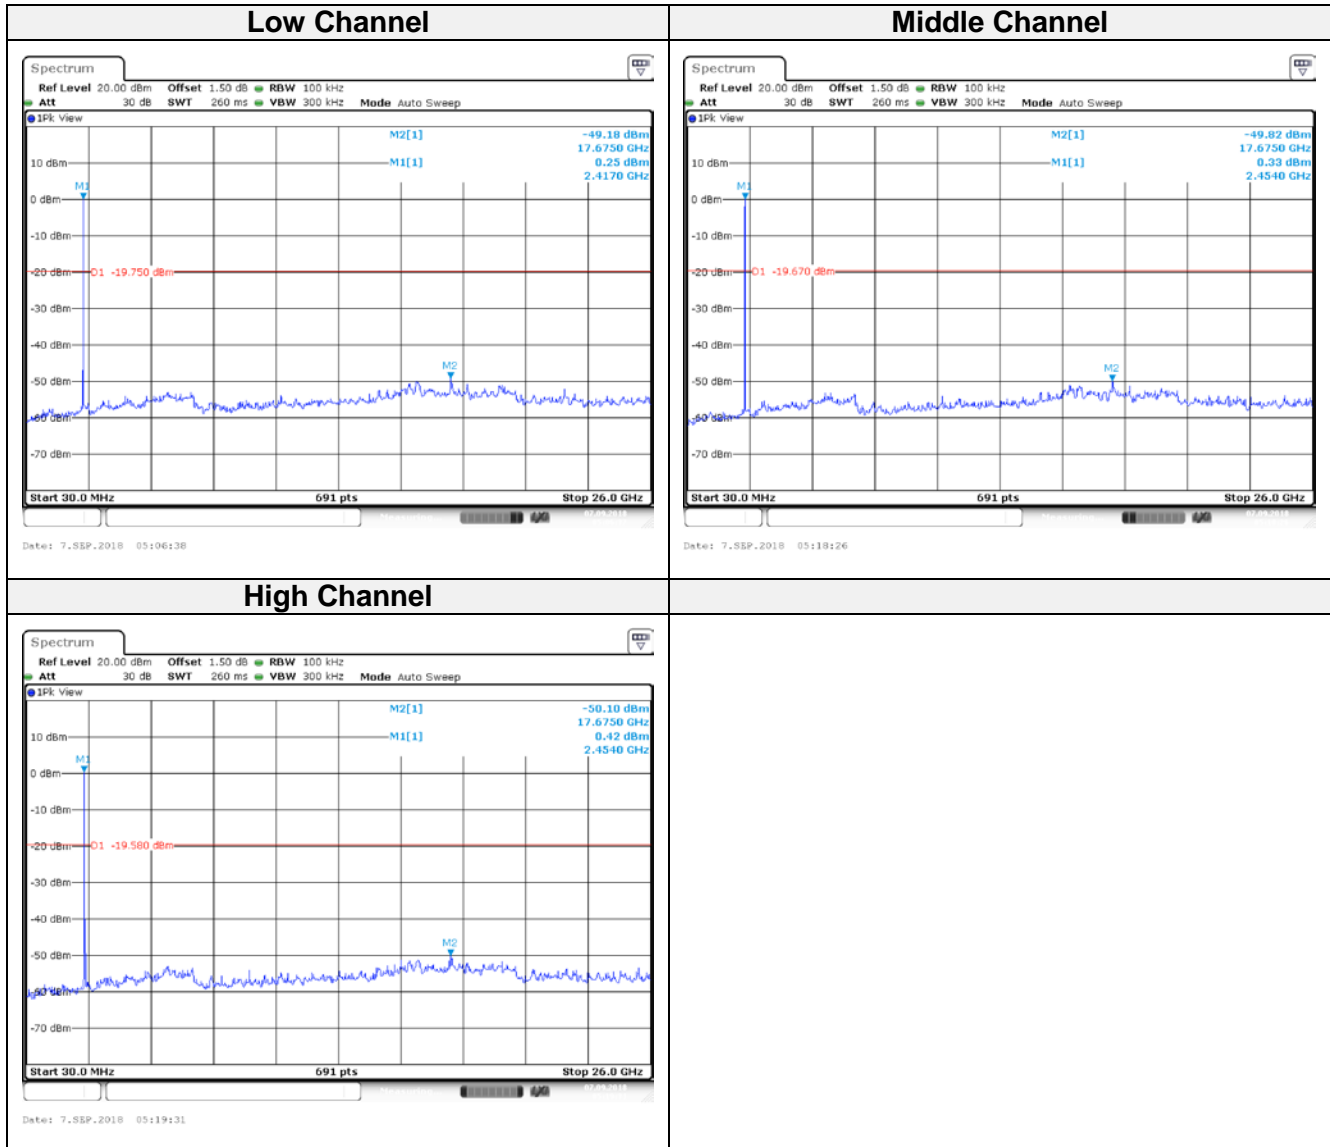 Low Channel
Middle Channel
Spectrum
Ref Level 20.00 dBm Offset 1.50 dB RBW 100 kHz
Att 30 dB SWT 260 ms VBW 300 kHz Mode Auto Sweep
1Pk View
M2[1] -49.18 dBm
17.6750 GHz
M1[1] 0.25 dBm
2.4170 GHz
10 dBm
M1
0 dBm
-10 dBm
-20 dBm
O1 -19.750 dBm
-30 dBm
-40 dBm
M2
-50 dBm
-60 dBm
-70 dBm
Start 30.0 MHz 691 pts Stop 26.0 GHz
Date: 7.SEP.2018 05:06:38
Spectrum
Ref Level 20.00 dBm Offset 1.50 dB RBW 100 kHz
Att 30 dB SWT 260 ms VBW 300 kHz Mode Auto Sweep
1Pk View
M2[1] -49.82 dBm
17.6750 GHz
M1[1] 0.33 dBm
2.4540 GHz
10 dBm
M1
0 dBm
-10 dBm
-20 dBm
O1 -19.670 dBm
-30 dBm
-40 dBm
M2
-50 dBm
-60 dBm
-70 dBm
Start 30.0 MHz 691 pts Stop 26.0 GHz
Date: 7.SEP.2018 05:18:26
High Channel
Spectrum
Ref Level 20.00 dBm Offset 1.50 dB RBW 100 kHz
Att 30 dB SWT 260 ms VBW 300 kHz Mode Auto Sweep
1Pk View
M2[1] -50.10 dBm
17.6750 GHz
M1[1] 0.42 dBm
2.4540 GHz
10 dBm
M1
0 dBm
-10 dBm
-20 dBm
O1 -19.580 dBm
-30 dBm
-40 dBm
M2
-50 dBm
-60 dBm
-70 dBm
Start 30.0 MHz 691 pts Stop 26.0 GHz
Date: 7.SEP.2018 05:19:31